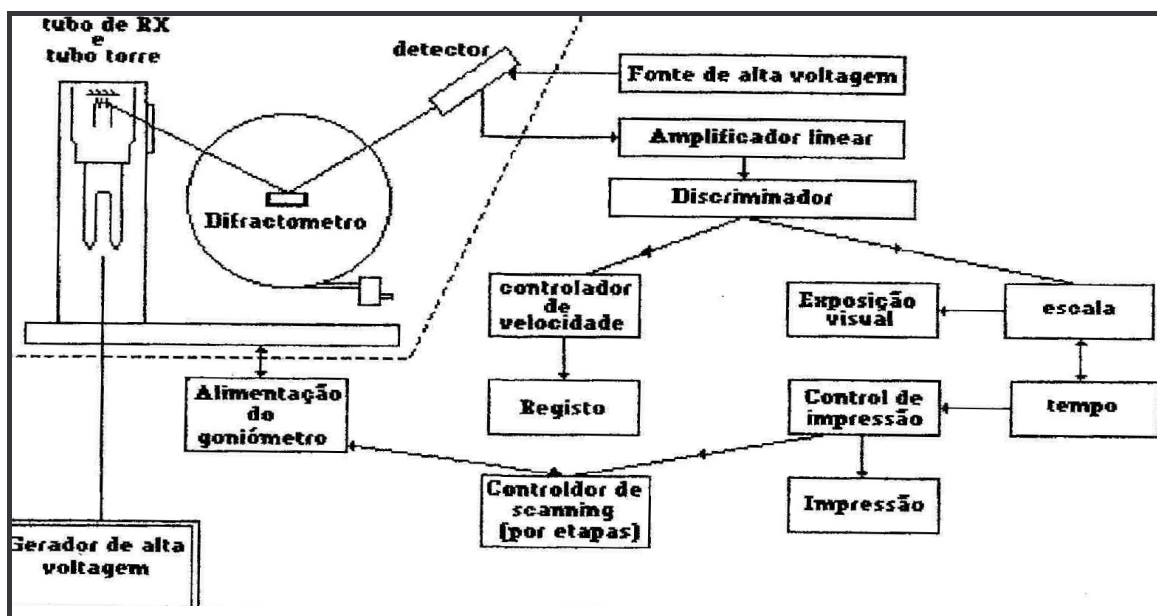 tubo de RX
e
tubo torre
detector
Fonte de alta voltagem
Amplificador linear
Discriminador
Difractometro
controlador
de
velocidade
Exposição
visual
escala
Alimentação
do
goniómetro
Registo
Control de
impressão
tempo
Controldor de
scanning
(por etapas)
Impressão
Gerador de alta
voltagem